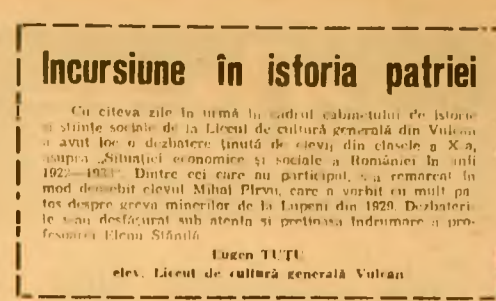 Incursiune în istoria patriei
Cu cîteva zile în urmă în cadrul cabinetului de istorie
și științe sociale de la Liceul de cultură generală din Vulcan
a avut loc o dezbatere ținută de elevii din clasele a X-a,
asupra „Situației economice și sociale a României în anii
1922—1933". Dintre cei care au participat, s-a remarcat în
mod deosebit elevul Mihai Pîrvu, care a vorbit cu mult pa-
tos despre greva minerilor de la Lupeni din 1929. Dezbateri-
le s-au desfășurat sub atenta și îndrumare a pro-
fesoarei Elena Stănilă.
Eugen TUȚU
elev, Liceul de cultură generală Vulcan